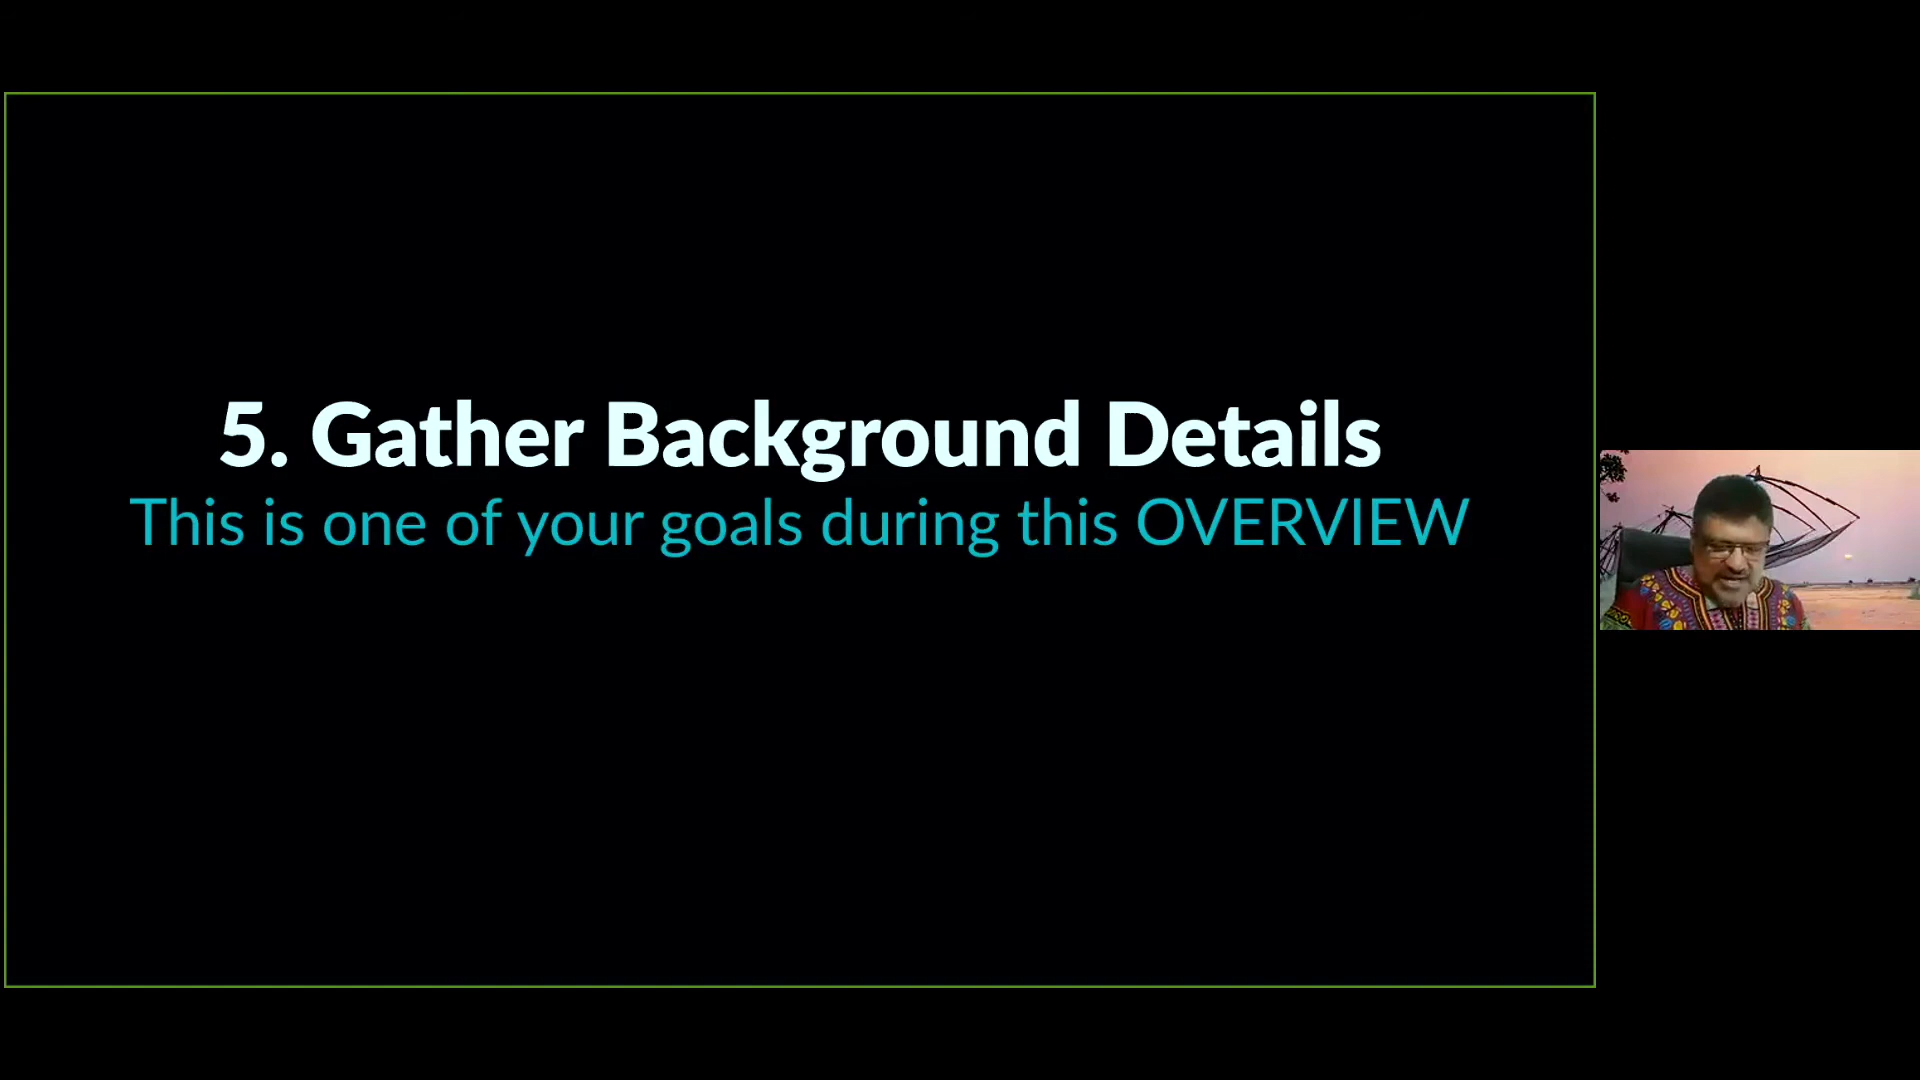 5. Gather Background Details
This is one of your goals during this OVERVIEW